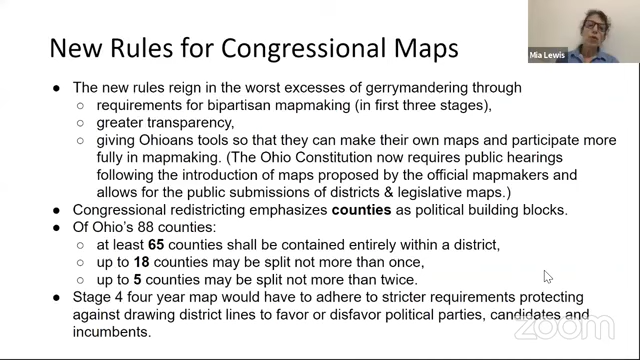 New Rules for Congressional Maps
Mia Lewis
● The new rules reign in the worst excesses of gerrymandering through
○ requirements for bipartisan mapmaking (in first three stages),
○ greater transparency,
○ giving Ohioans tools so that they can make their own maps and participate more
fully in mapmaking. (The Ohio Constitution now requires public hearings
following the introduction of maps proposed by the official mapmakers and
allows for the public submissions of districts & legislative maps.)
● Congressional redistricting emphasizes counties as political building blocks.
● Of Ohio's 88 counties:
○ at least 65 counties shall be contained entirely within a district,
○ up to 18 counties may be split not more than once,
○ up to 5 counties may be split not more than twice.
● Stage 4 four year map would have to adhere to stricter requirements protecting
against drawing district lines to favor or disfavor political parties, candidates and
incumbents.
zoom